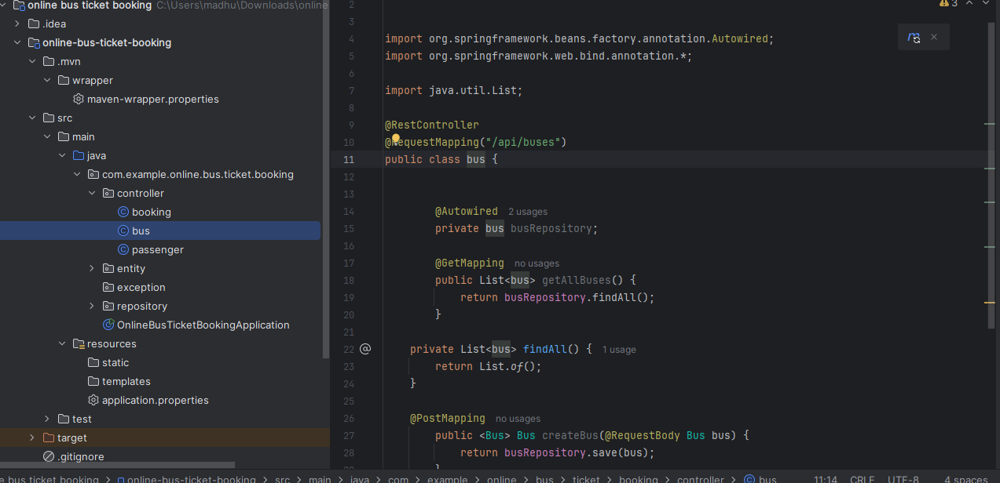 online bus ticket booking C:\Users\madhu\Downloads\online
.idea
online-bus-ticket-booking
.mvn
wrapper
maven-wrapper.properties
src
main
java
com.example.online.bus.ticket.booking
controller
booking
bus
passenger
entity
exception
repository
OnlineBusTicketBookingApplication
resources
static
templates
application.properties
test
target
.gitignore
3
2
3
4 import org.springframework.beans.factory.annotation.Autowired;
5 import org.springframework.web.bind.annotation.*;
6
7 import java.util.List;
8
9 @RestController
10 @RequestMapping("/api/buses")
11 public class bus {
12
13
14 @Autowired 2 usages
15 private bus busRepository;
16
17 @GetMapping no usages
18 public List<bus> getAllBuses() {
19 return busRepository.findAll();
20 }
21
22 @ private List<bus> findAll() { 1 usage
23 return List.of();
24 }
25
26 @PostMapping no usages
27 public <Bus> Bus createBus(@RequestBody Bus bus) {
28 return busRepository.save(bus);
ne bus ticket booking > online-bus-ticket-booking > src > main > java > com > example > online > bus > ticket > booking > controller > bus 11:14 CRLF UTF-8 4 spaces